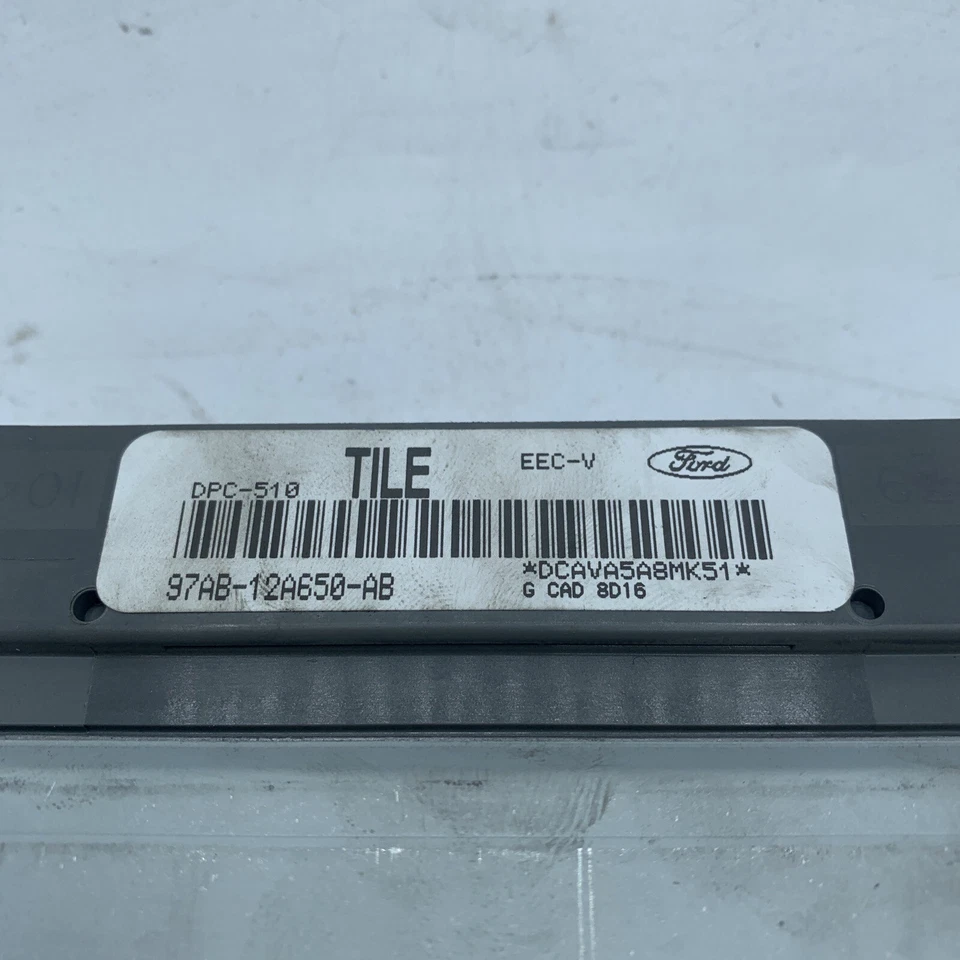 TILE EEC-V Ford
DPC-510
*DCAVA5A8MK51*
97AB-12A650-AB G CAD 8D16